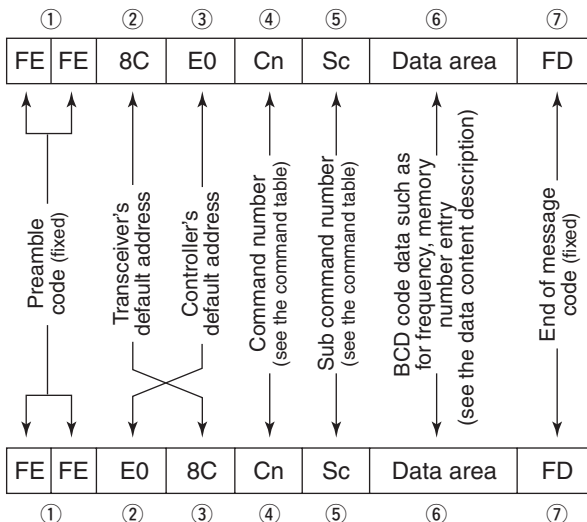 ① ② ③ ④ ⑤ ⑥ ⑦
FE FE 8C E0 Cn Sc Data area FD
Preamble
code (fixed)
Transceiver's
default address
Controller's
default address
Command number
(see the command table)
Sub command number
(see the command table)
BCD code data such as
for frequency, memory
number entry
(see the data content description)
End of message
code (fixed)
FE FE E0 8C Cn Sc Data area FD
① ② ③ ④ ⑤ ⑥ ⑦